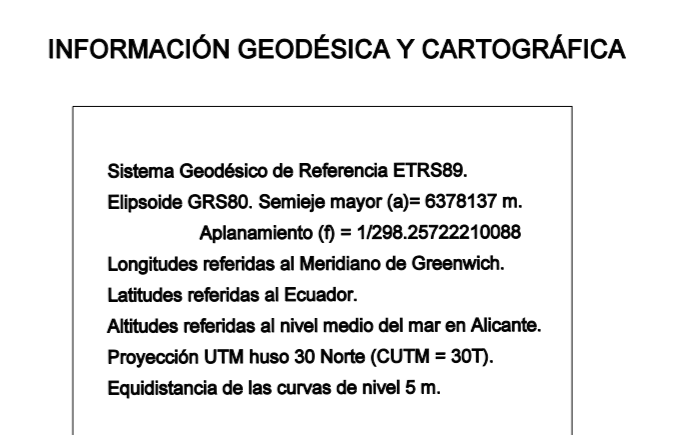 INFORMACIÓN GEODÉSICA Y CARTOGRÁFICA
Sistema Geodésico de Referencia ETRS89.
Elipsoide GRS80. Semieje mayor (a)= 6378137 m.
Aplanamiento (f) = 1/298.25722210088
Longitudes referidas al Meridiano de Greenwich.
Latitudes referidas al Ecuador.
Altitudes referidas al nivel medio del mar en Alicante.
Proyección UTM huso 30 Norte (CUTM = 30T).
Equidistancia de las curvas de nivel 5 m.